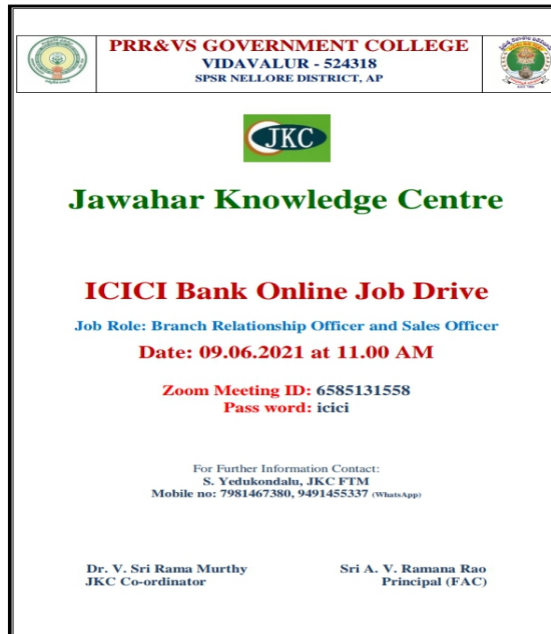 PRR&VS GOVERNMENT COLLEGE
VIDAVALUR - 524318
SPSR NELLORE DISTRICT, AP
JKC
Jawahar Knowledge Centre
ICICI Bank Online Job Drive
Job Role: Branch Relationship Officer and Sales Officer
Date: 09.06.2021 at 11.00 AM
Zoom Meeting ID: 6585131558
Pass word: icici
For Further Information Contact:
S. Yedukondalu, JKC FTM
Mobile no: 7981467380, 9491455337 (WhatsApp)
Dr. V. Sri Rama Murthy Sri A. V. Ramana Rao
JKC Co-ordinator Principal (FAC)